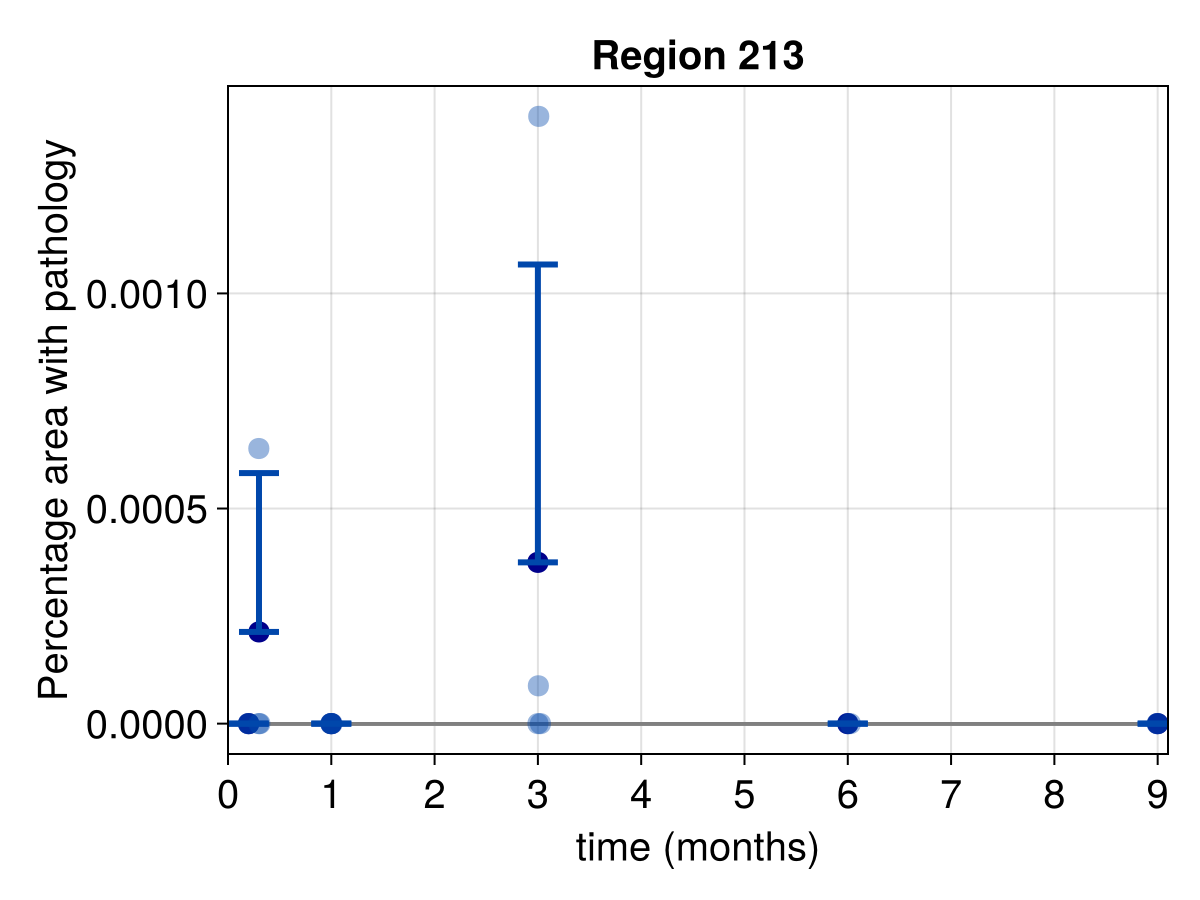 Region 213
Percentage area with pathology
0.0010
0.0005
0.0000
0 1 2 3 4 5 6 7 8 9
time (months)